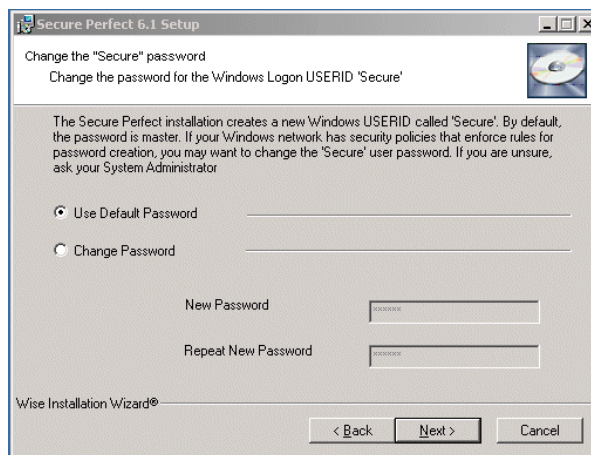 Secure Perfect 6.1 Setup
Change the "Secure" password
Change the password for the Windows Logon USERID 'Secure'
The Secure Perfect installation creates a new Windows USERID called 'Secure'. By default,
the password is master. If your Windows network has security policies that enforce rules for
password creation, you may want to change the 'Secure' user password. If you are unsure,
ask your System Administrator
Use Default Password
Change Password
New Password
××××××
Repeat New Password
××××××
Wise Installation Wizard®
< Back
Next >
Cancel